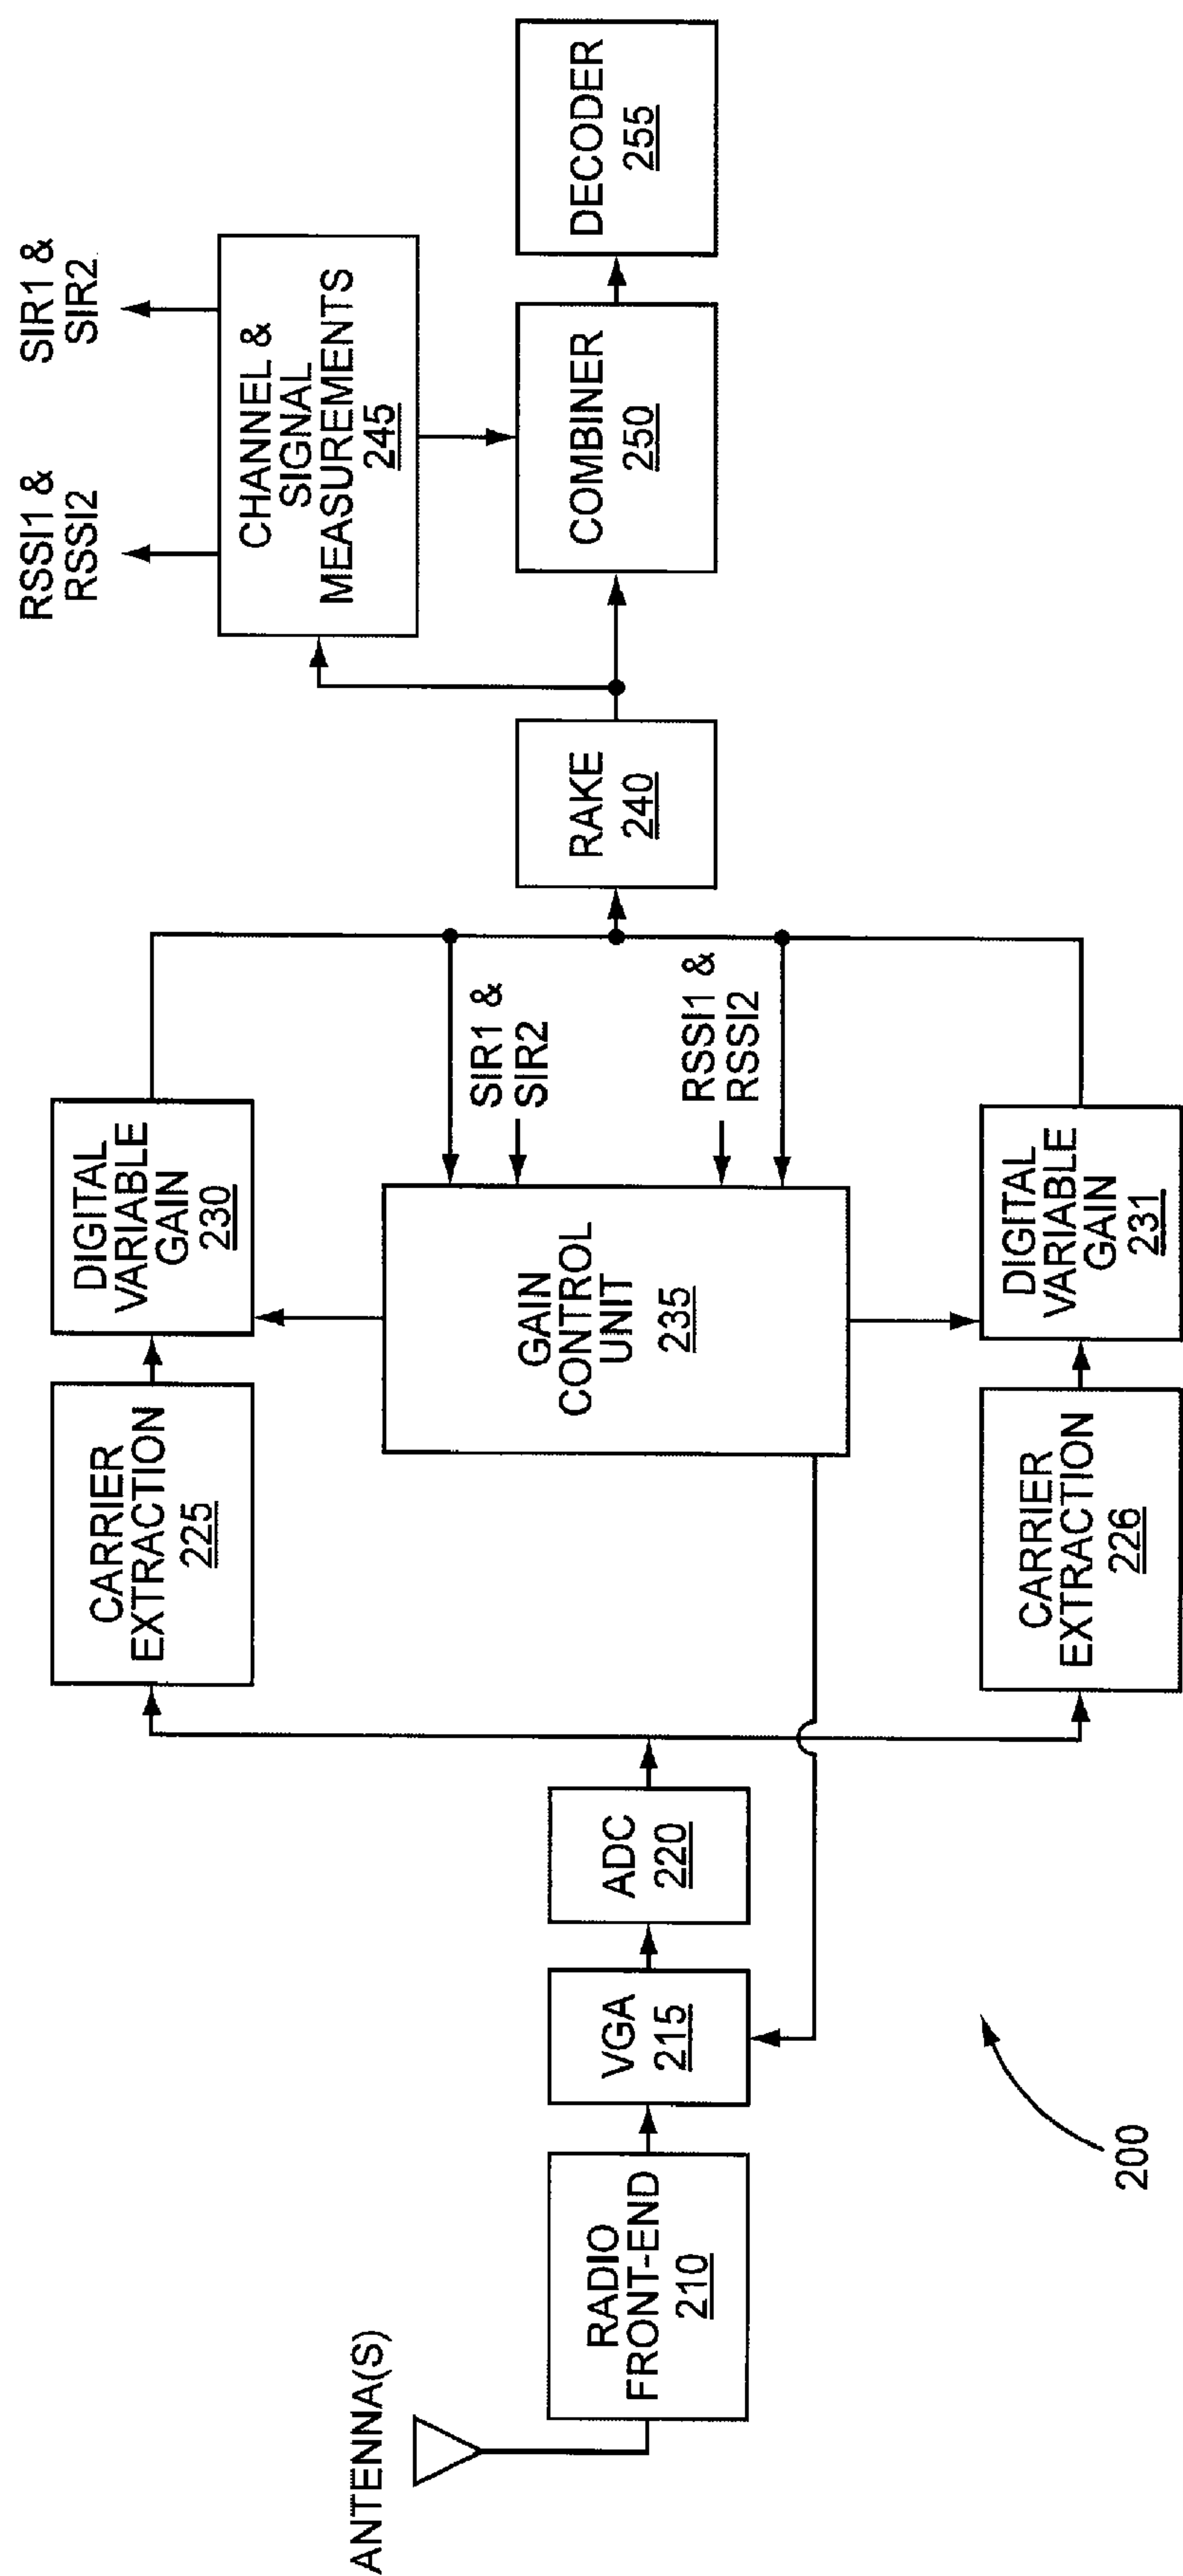 ANTENNA(S)
RADIO
FRONT-END
210
VGA
215
ADC
220
CARRIER
EXTRACTION
225
CARRIER
EXTRACTION
226
DIGITAL
VARIABLE
GAIN
230
GAIN
CONTROL
UNIT
235
DIGITAL
VARIABLE
GAIN
231
SIR1 &
SIR2
RSSI1 &
RSSI2
RAKE
240
RSSI1 &
RSSI2
SIR1 &
SIR2
CHANNEL &
SIGNAL
MEASUREMENTS
245
COMBINER
250
DECODER
255
200